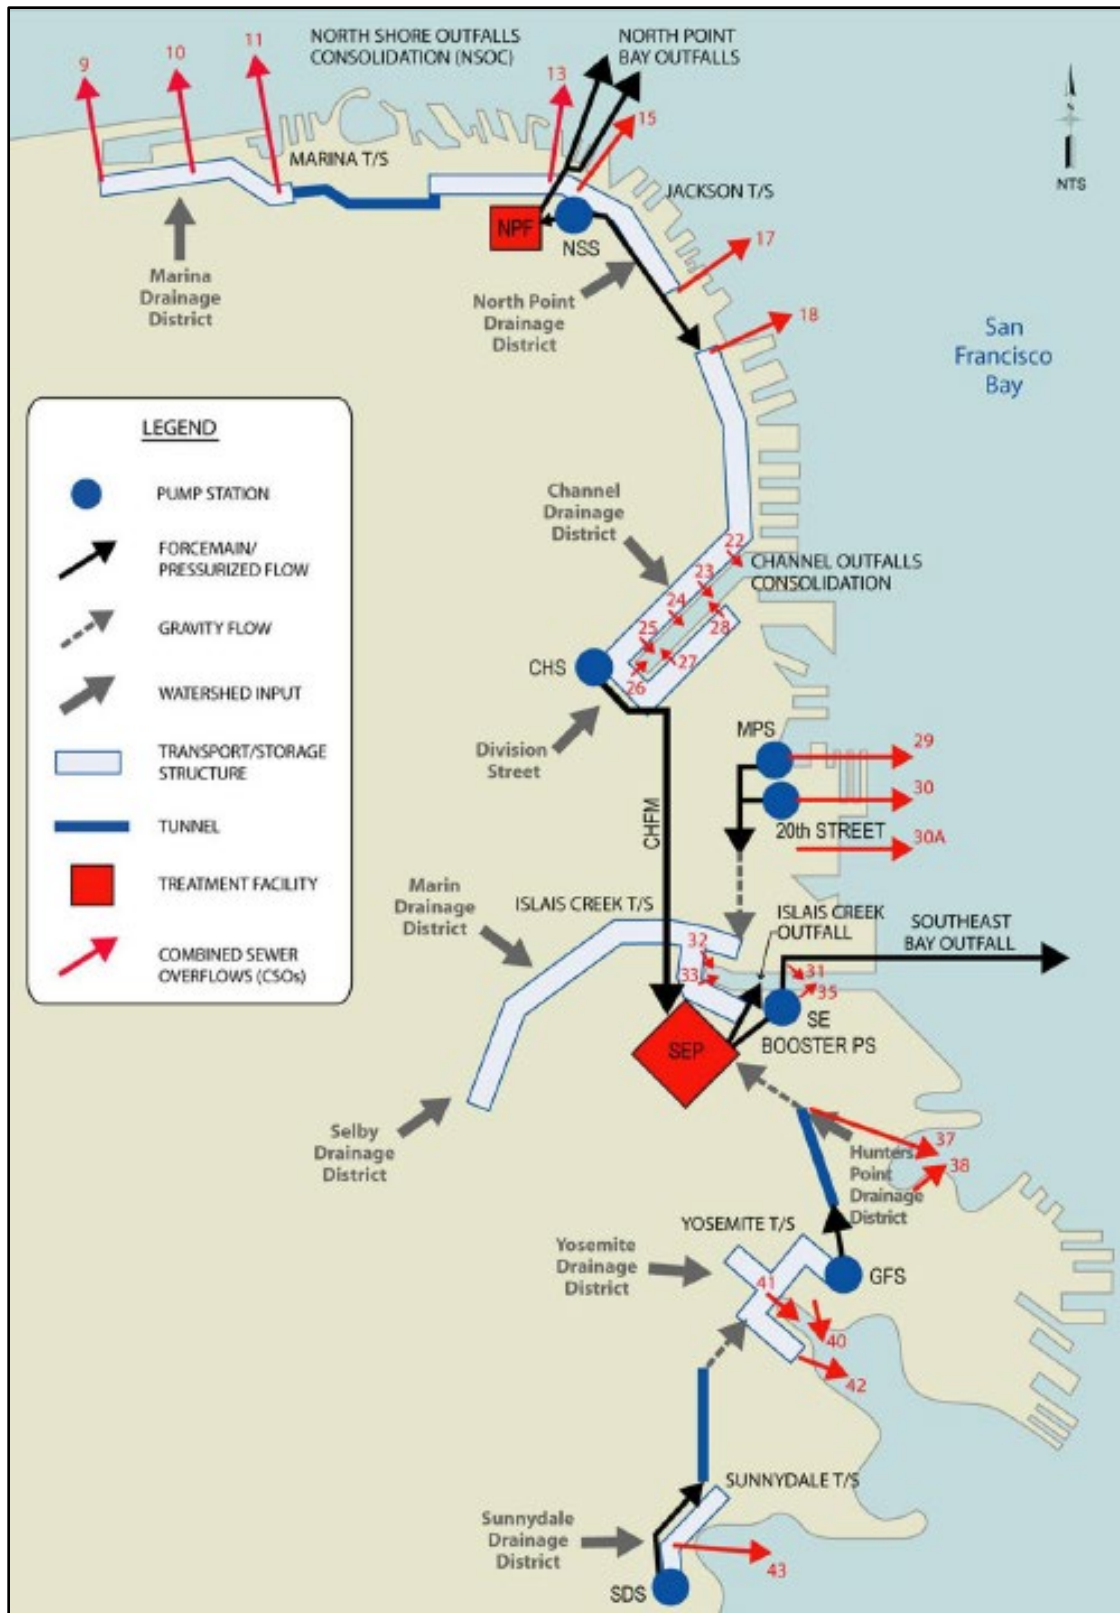 NORTH SHORE OUTFALLS
CONSOLIDATION (NSOC)
NORTH POINT
BAY OUTFALLS
9
10
11
13
15
MARINA T/S
JACKSON T/S
NTS
NPF
NSS
17
Marina
Drainage
District
North Point
Drainage
District
18
San
Francisco
Bay
LEGEND
PUMP STATION
FORCEMAIN/
PRESSURIZED FLOW
GRAVITY FLOW
WATERSHED INPUT
TRANSPORT/STORAGE
STRUCTURE
TUNNEL
TREATMENT FACILITY
COMBINED SEWER
OVERFLOWS (CSOs)
Channel
Drainage
District
22
23
24
25
26
27
28
CHANNEL OUTFALLS
CONSOLIDATION
CHS
Division
Street
MPS
29
30
20th STREET
30A
CHFM
Marin
Drainage
District
ISLAIS CREEK T/S
ISLAIS CREEK
OUTFALL
SOUTHEAST
BAY OUTFALL
32
33
31
35
SE
BOOSTER PS
SEP
Selby
Drainage
District
37
38
Hunters
Point
Drainage
District
YOSEMITE T/S
Yosemite
Drainage
District
GFS
41
40
42
SUNNYDALE T/S
Sunnydale
Drainage
District
43
SDS